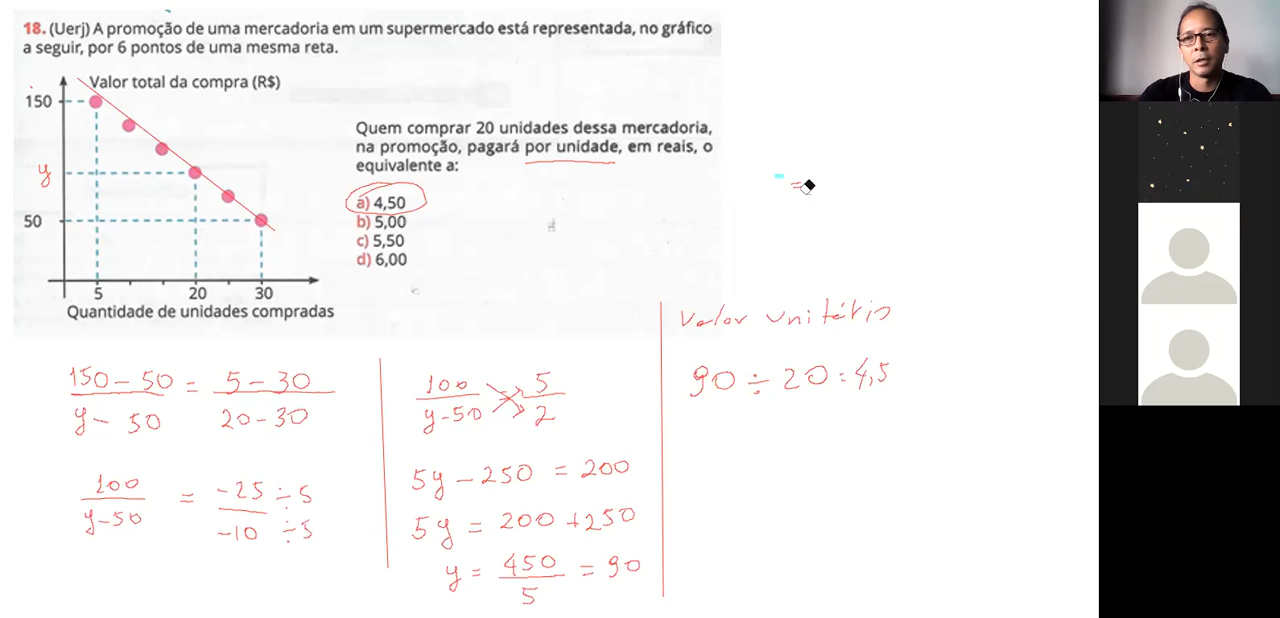 18. (Uerj) A promoção de uma mercadoria em um supermercado está representada, no gráfico
a seguir, por 6 pontos de uma mesma reta.
Valor total da compra (R$)
150
y
50
5 20 30
Quantidade de unidades compradas
Quem comprar 20 unidades dessa mercadoria,
na promoção, pagará por unidade, em reais, o
equivalente a:
a) 4,50
b) 5,00
c) 5,50
d) 6,00
150 - 50 = 5 - 30
y - 50 20 - 30
100 = -25 ÷ 5
y-50 -10 ÷ 5
100 5
y-50 2
5y - 250 = 200
5y = 200 + 250
y = 450 = 90
5
Valor unitário
90 ÷ 20 = 4,5
=